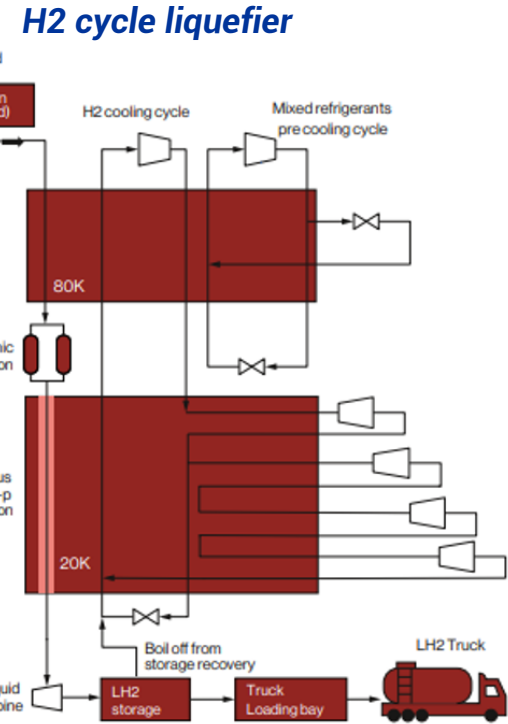 H2 cycle liquefier
d)
H2 cooling cycle
Mixed refrigerants
pre cooling cycle
80K
20K
Boil off from
storage recovery
LH2 Truck
LH2
storage
Truck
Loading bay